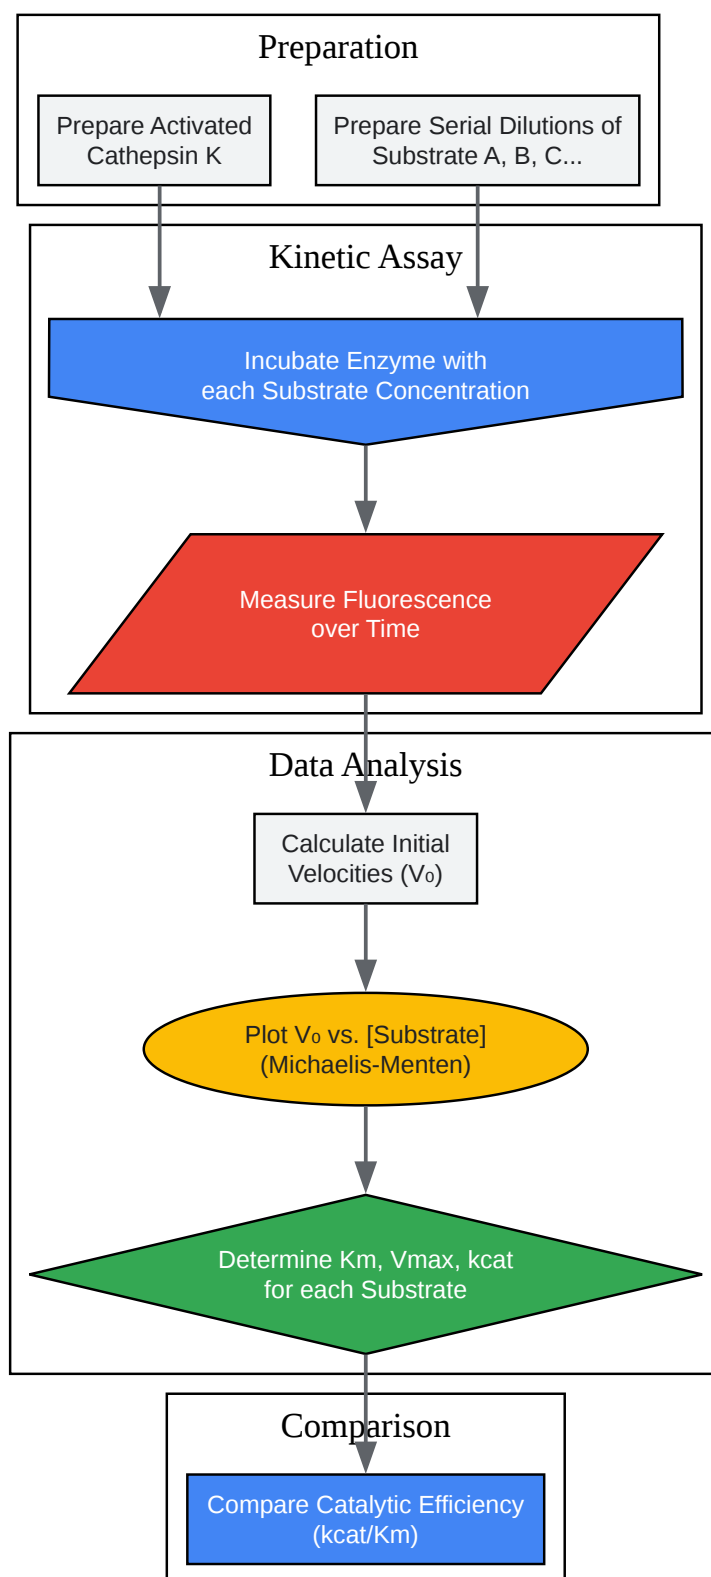 Preparation
Prepare Activated
Cathepsin K
Prepare Serial Dilutions of
Substrate A, B, C...
Kinetic Assay
Incubate Enzyme with
each Substrate Concentration
Measure Fluorescence
over Time
Data Analysis
Calculate Initial
Velocities (V₀)
Plot V₀ vs. [Substrate]
(Michaelis-Menten)
Determine Km, Vmax, kcat
for each Substrate
Comparison
Compare Catalytic Efficiency
(kcat/Km)